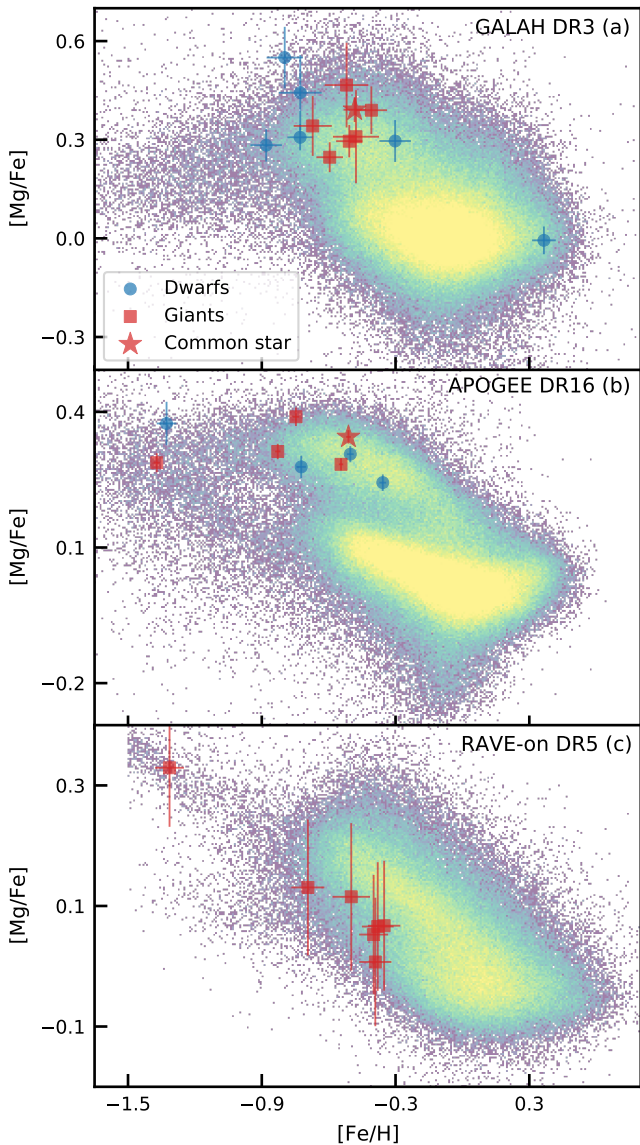 GALAH DR3 (a)
0.6
0.3
0.0
−0.3
[Mg/Fe]
Dwarfs
Giants
Common star
APOGEE DR16 (b)
0.4
0.1
−0.2
[Mg/Fe]
RAVE-on DR5 (c)
0.3
0.1
−0.1
[Mg/Fe]
−1.5 −0.9 −0.3 0.3
[Fe/H]